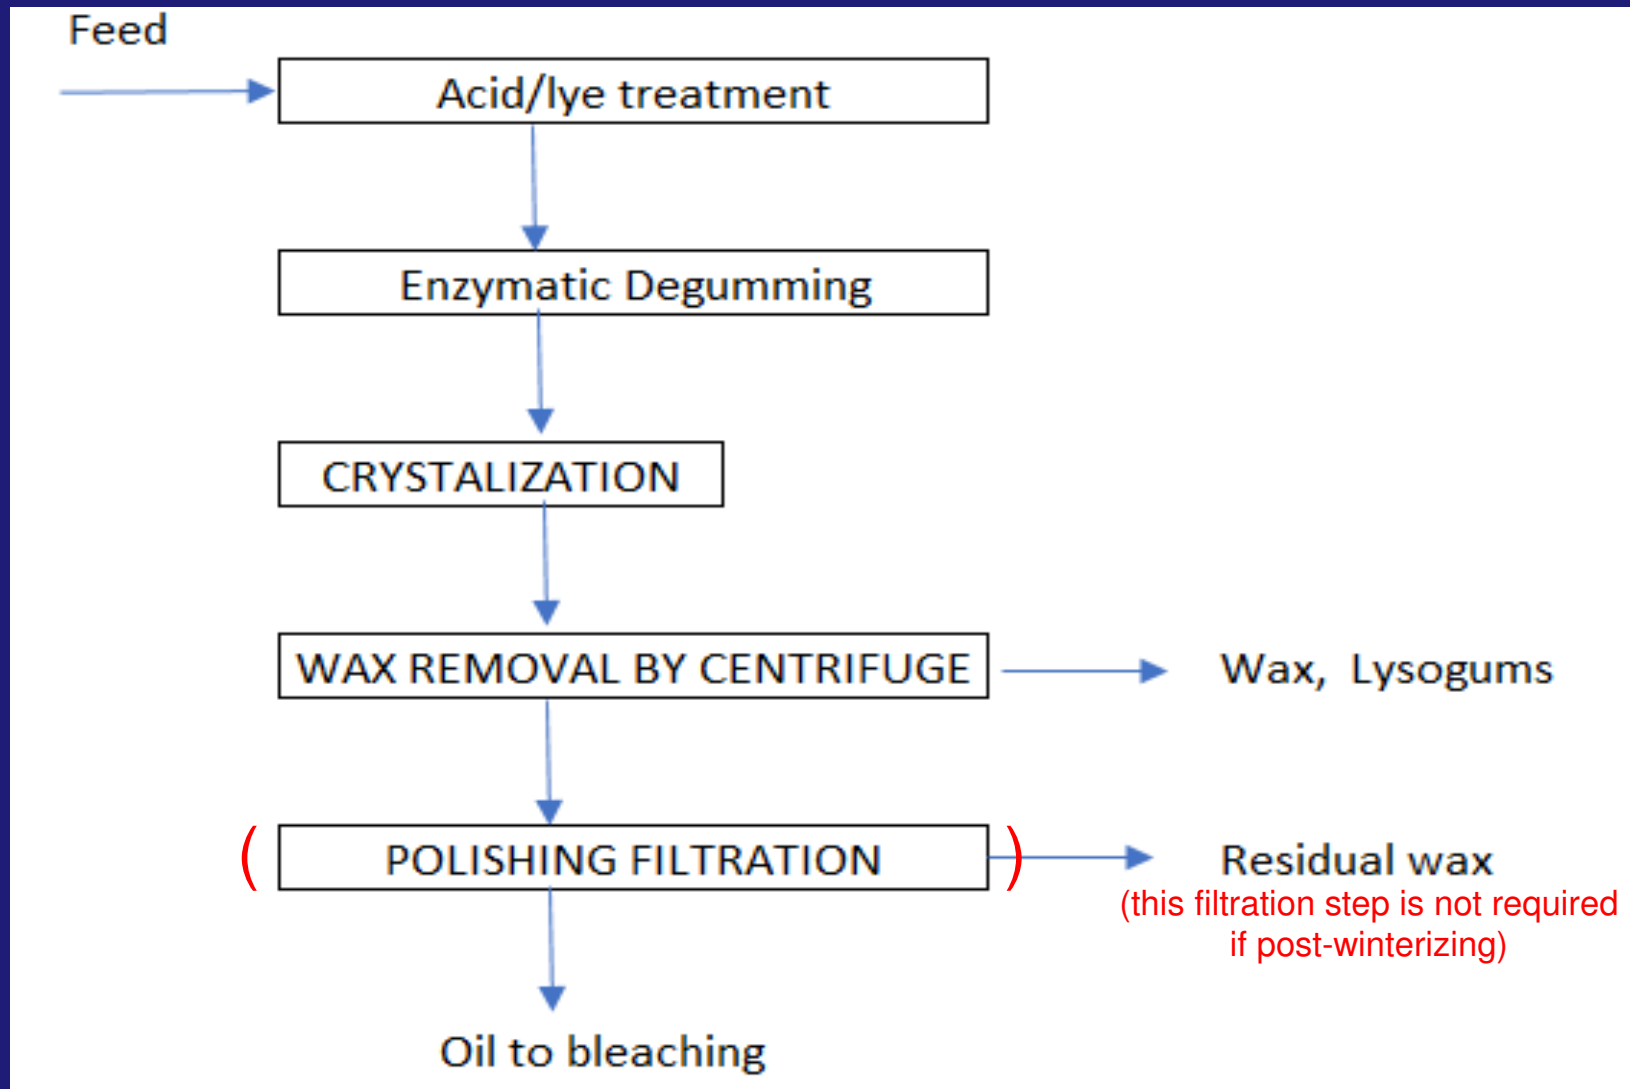 Feed
Acid/lye treatment
Enzymatic Degumming
CRYSTALIZATION
WAX REMOVAL BY CENTRIFUGE
Wax, Lysogums
( POLISHING FILTRATION )
Residual wax
(this filtration step is not required
if post-winterizing)
Oil to bleaching